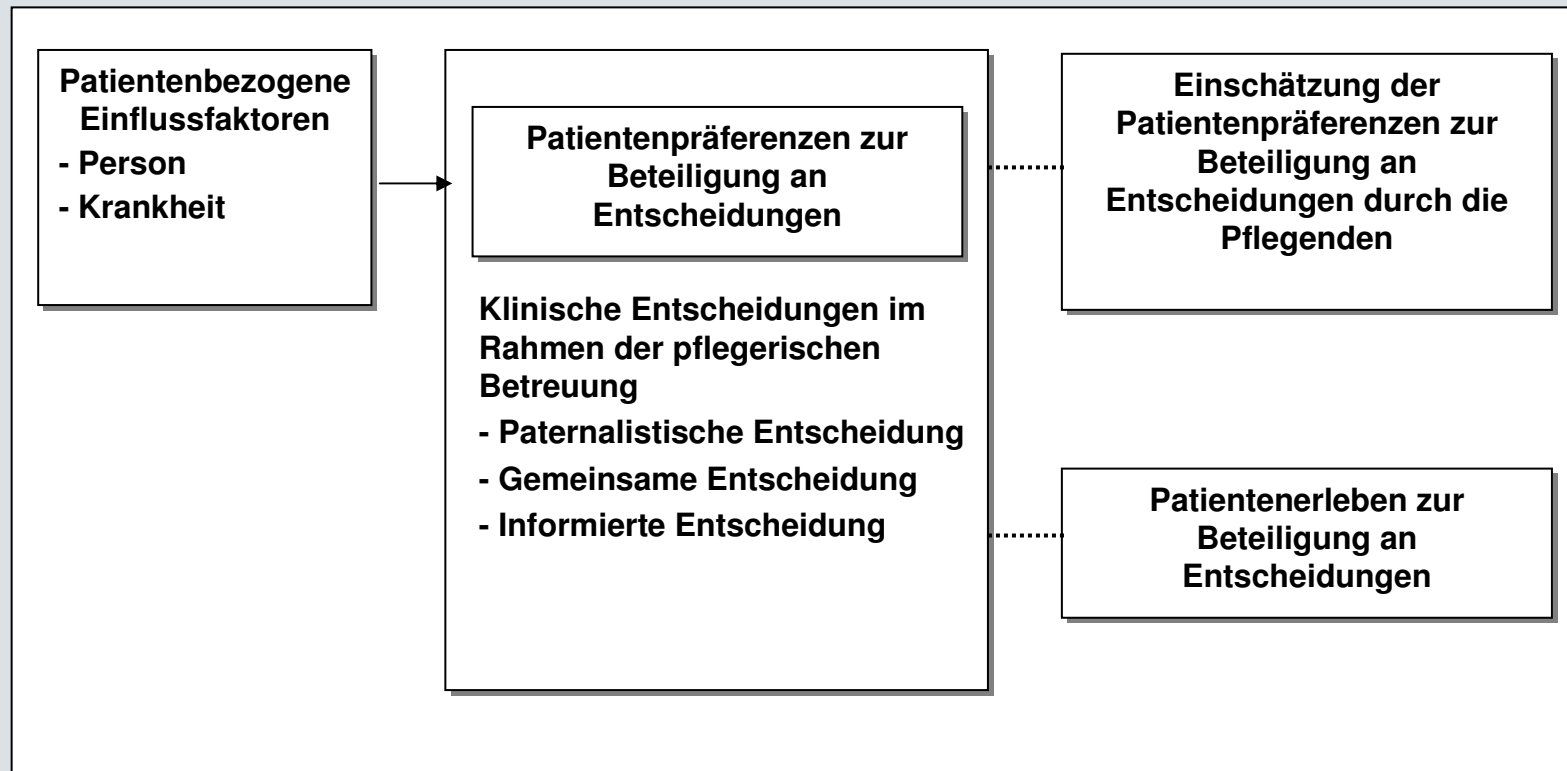 Patientenbezogene
Einflussfaktoren
- Person
- Krankheit
Patientenpräferenzen zur
Beteiligung an
Entscheidungen
Klinische Entscheidungen im
Rahmen der pflegerischen
Betreuung
- Paternalistische Entscheidung
- Gemeinsame Entscheidung
- Informierte Entscheidung
Einschätzung der
Patientenpräferenzen zur
Beteiligung an
Entscheidungen durch die
Pflegenden
Patientenerleben zur
Beteiligung an
Entscheidungen